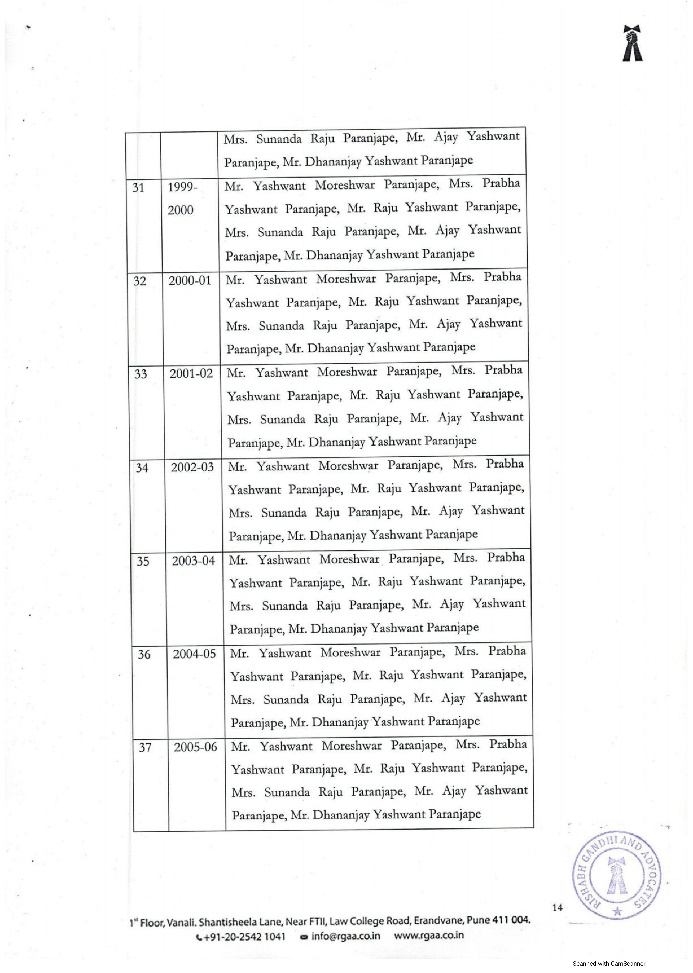 Mrs. Sunanda Raju Paranjape, Mr. Ajay Yashwant
Paranjape, Mr. Dhananjay Yashwant Paranjape
31 1999- Mr. Yashwant Moreshwar Paranjape, Mrs. Prabha
2000 Yashwant Paranjape, Mr. Raju Yashwant Paranjape,
Mrs. Sunanda Raju Paranjape, Mr. Ajay Yashwant
Paranjape, Mr. Dhananjay Yashwant Paranjape
32 2000-01 Mr. Yashwant Moreshwar Paranjape, Mrs. Prabha
Yashwant Paranjape, Mr. Raju Yashwant Paranjape,
Mrs. Sunanda Raju Paranjape, Mr. Ajay Yashwant
Paranjape, Mr. Dhananjay Yashwant Paranjape
33 2001-02 Mr. Yashwant Moreshwar Paranjape, Mrs. Prabha
Yashwant Paranjape, Mr. Raju Yashwant Paranjape,
Mrs. Sunanda Raju Paranjape, Mr. Ajay Yashwant
Paranjape, Mr. Dhananjay Yashwant Paranjape
34 2002-03 Mr. Yashwant Moreshwar Paranjape, Mrs. Prabha
Yashwant Paranjape, Mr. Raju Yashwant Paranjape,
Mrs. Sunanda Raju Paranjape, Mr. Ajay Yashwant
Paranjape, Mr. Dhananjay Yashwant Paranjape
35 2003-04 Mr. Yashwant Moreshwar Paranjape, Mrs. Prabha
Yashwant Paranjape, Mr. Raju Yashwant Paranjape,
Mrs. Sunanda Raju Paranjape, Mr. Ajay Yashwant
Paranjape, Mr. Dhananjay Yashwant Paranjape
36 2004-05 Mr. Yashwant Moreshwar Paranjape, Mrs. Prabha
Yashwant Paranjape, Mr. Raju Yashwant Paranjape,
Mrs. Sunanda Raju Paranjape, Mr. Ajay Yashwant
Paranjape, Mr. Dhananjay Yashwant Paranjape
37 2005-06 Mr. Yashwant Moreshwar Paranjape, Mrs. Prabha
Yashwant Paranjape, Mr. Raju Yashwant Paranjape,
Mrs. Sunanda Raju Paranjape, Mr. Ajay Yashwant
Paranjape, Mr. Dhananjay Yashwant Paranjape
RISHABH GANDHI AND ADVOCATES
14
1st Floor, Vanali. Shantisheela Lane, Near FTII, Law College Road, Erandvane, Pune 411 004.
+91-20-2542 1041 info@rgaa.co.in www.rgaa.co.in
Scanned with CamScanner